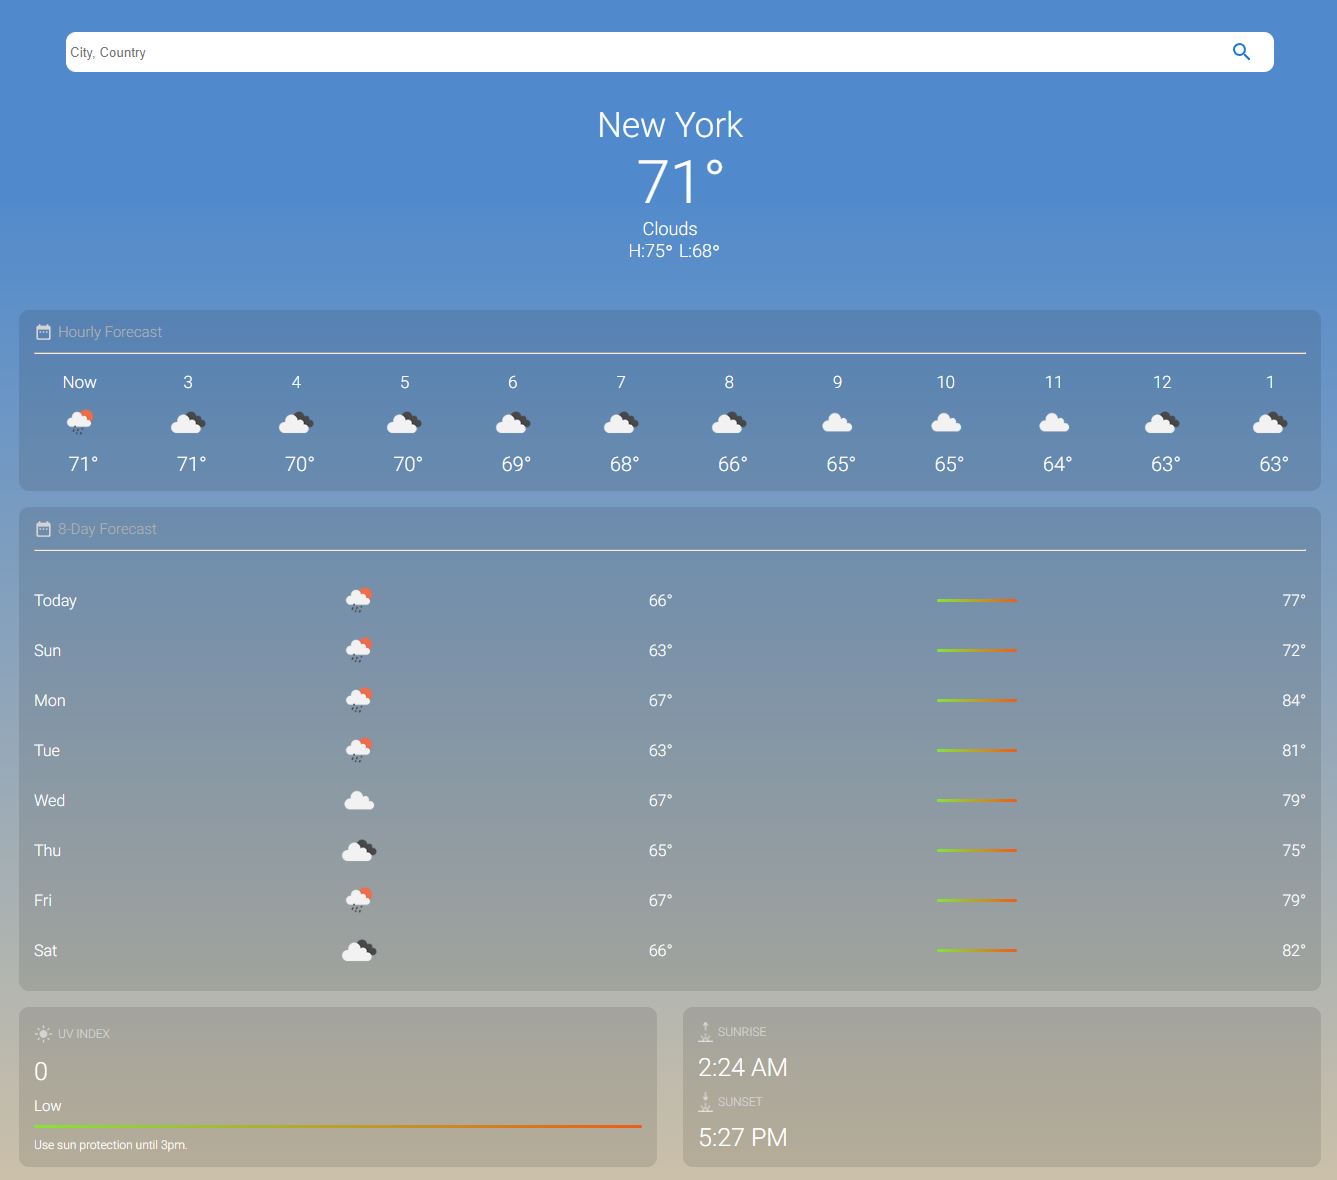 City, Country
New York
71°
Clouds
H:75° L:68°
Hourly Forecast
Now 3 4 5 6 7 8 9 10 11 12 1
71° 71° 70° 70° 69° 68° 66° 65° 65° 64° 63° 63°
8-Day Forecast
Today 66° 77°
Sun 63° 72°
Mon 67° 84°
Tue 63° 81°
Wed 67° 79°
Thu 65° 75°
Fri 67° 79°
Sat 66° 82°
UV INDEX
0
Low
Use sun protection until 3pm.
SUNRISE
2:24 AM
SUNSET
5:27 PM